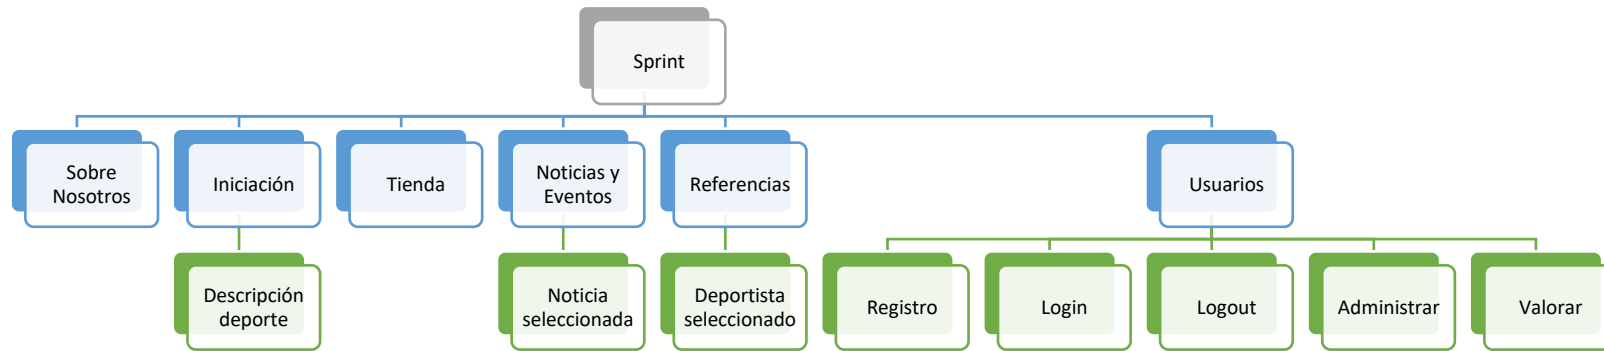 Sprint
Sobre
Nosotros
Iniciación
Tienda
Noticias y
Eventos
Referencias
Usuarios
Descripción
deporte
Noticia
seleccionada
Deportista
seleccionado
Registro
Login
Logout
Administrar
Valorar